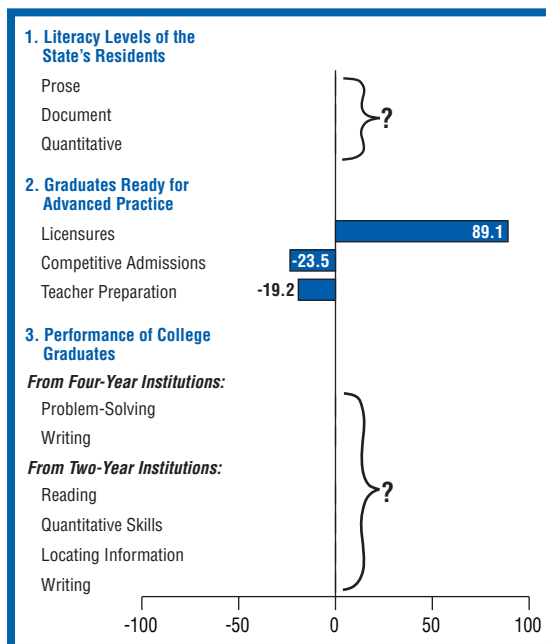 1. Literacy Levels of the
State's Residents
Prose
Document
Quantitative
?
2. Graduates Ready for
Advanced Practice
Licensures
89.1
Competitive Admissions
-23.5
Teacher Preparation
-19.2
3. Performance of College
Graduates
From Four-Year Institutions:
Problem-Solving
Writing
From Two-Year Institutions:
?
Reading
Quantitative Skills
Locating Information
Writing
-100 -50 0 50 100